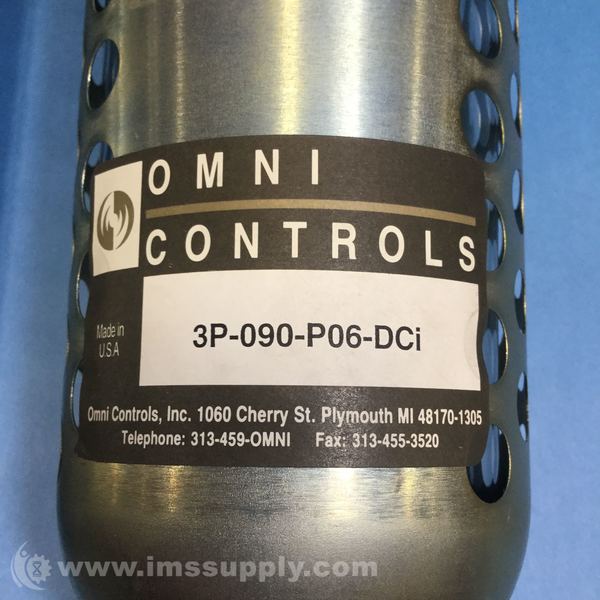 OMNI
CONTROLS
Made in
U.S.A
3P-090-P06-DCi
Omni Controls, Inc. 1060 Cherry St. Plymouth MI 48170-1305
Telephone: 313-459-OMNI Fax: 313-455-3520
www.imssupply.com